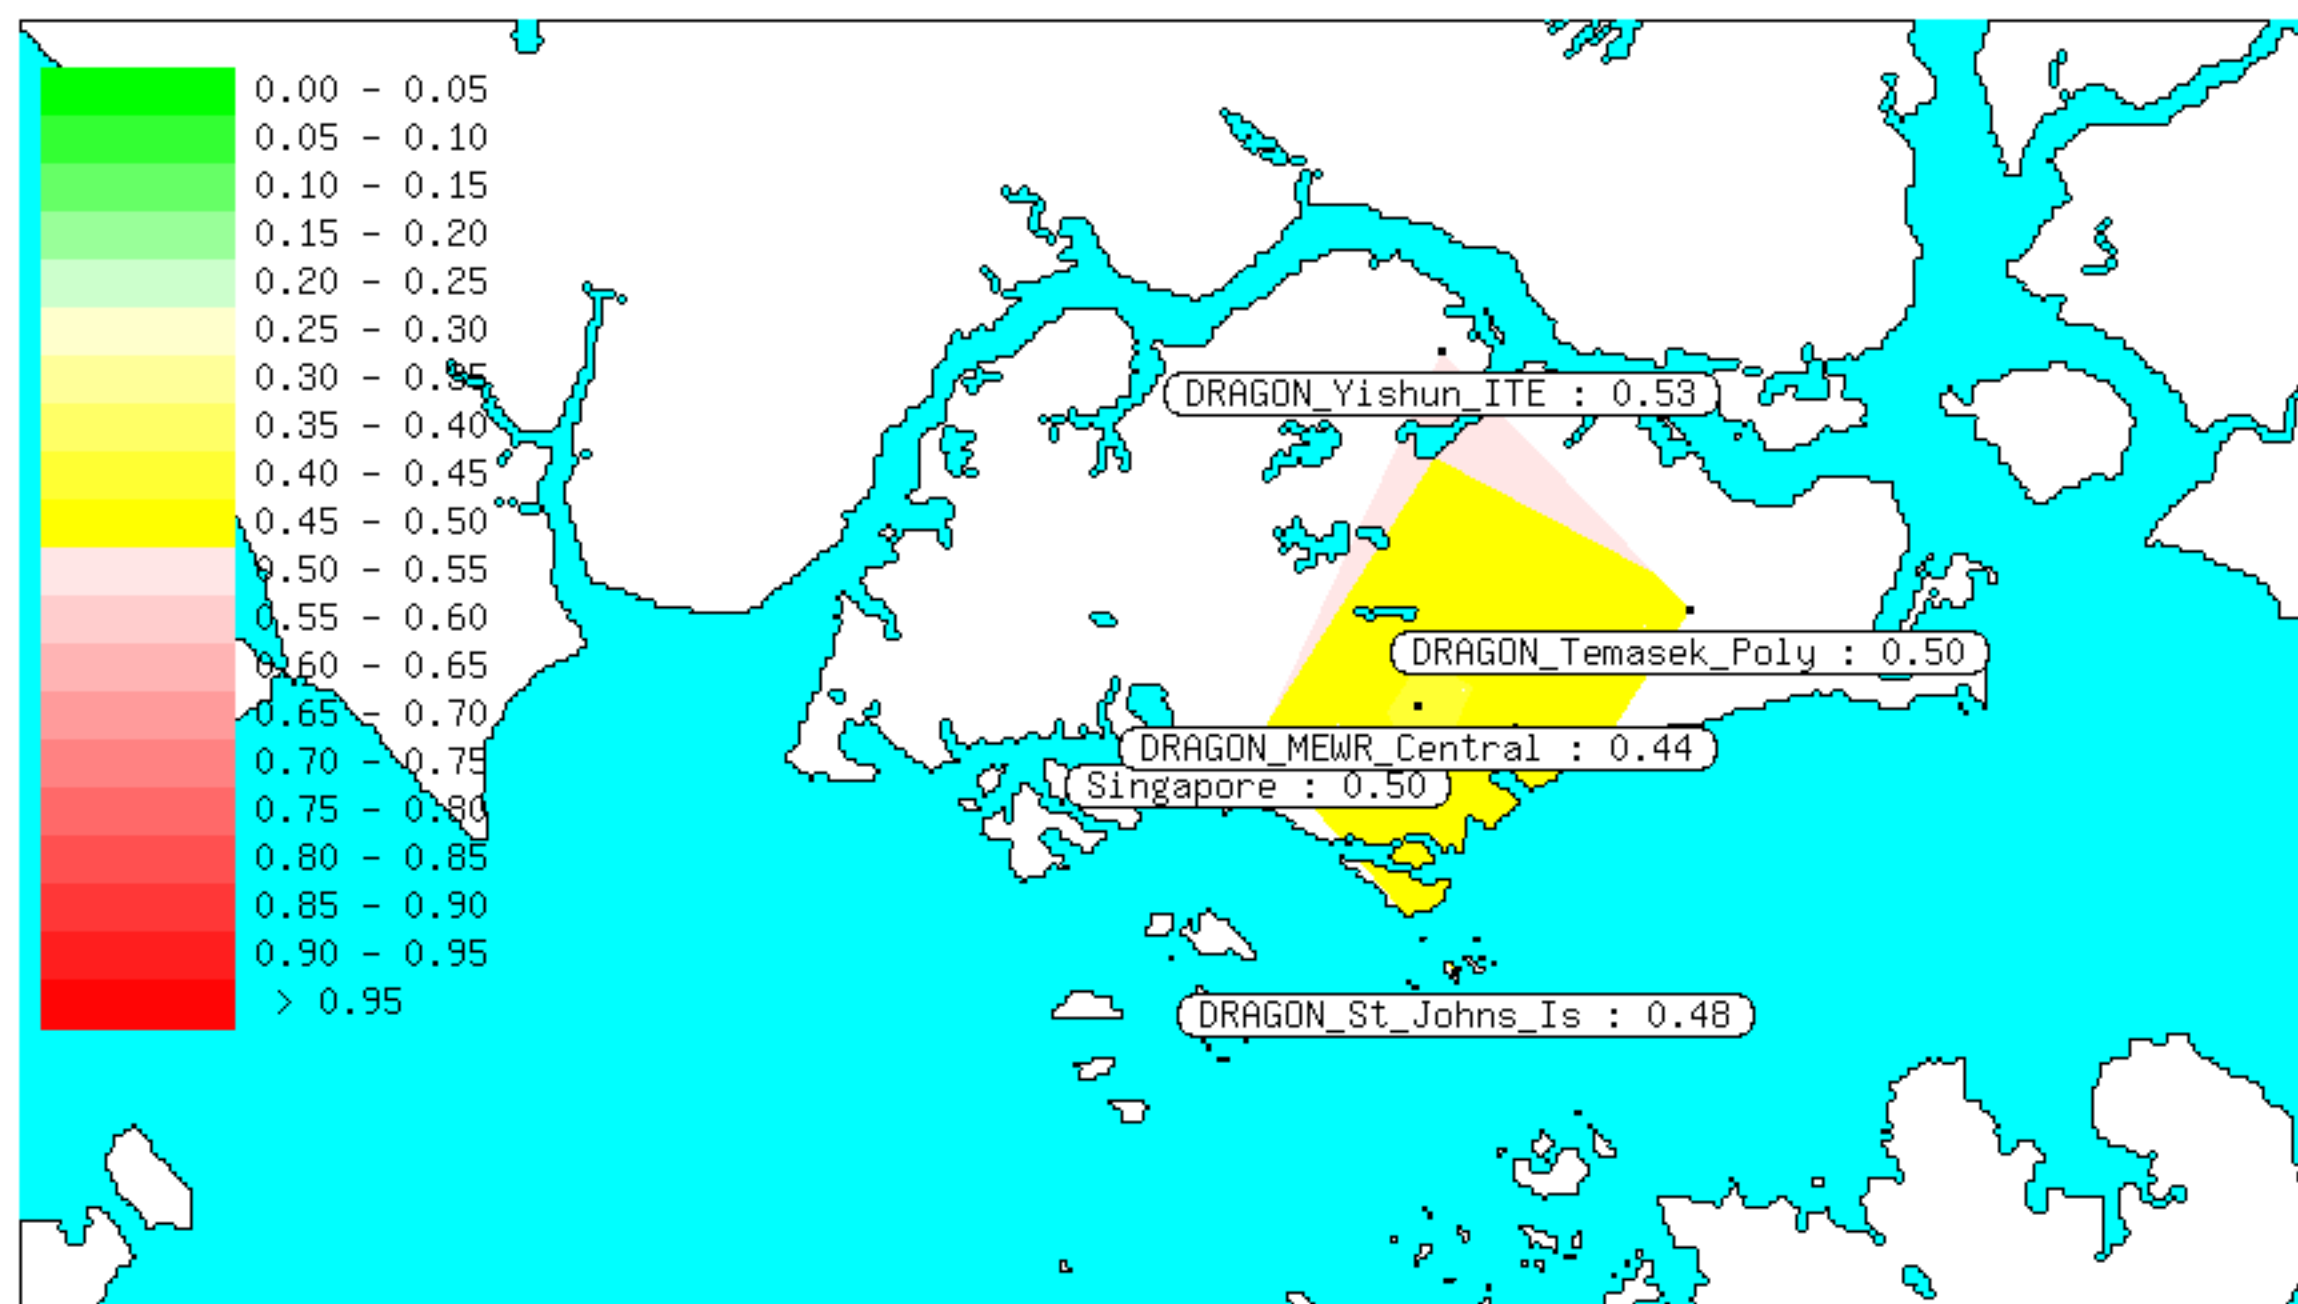 0.00 - 0.05
0.05 - 0.10
0.10 - 0.15
0.15 - 0.20
0.20 - 0.25
0.25 - 0.30
0.30 - 0.35
0.35 - 0.40
0.40 - 0.45
0.45 - 0.50
0.50 - 0.55
0.55 - 0.60
0.60 - 0.65
0.65 - 0.70
0.70 - 0.75
0.75 - 0.80
0.80 - 0.85
0.85 - 0.90
0.90 - 0.95
> 0.95
DRAGON_Yishun_ITE : 0.53
DRAGON_Temasek_Poly : 0.50
DRAGON_MEWR_Central : 0.44
Singapore : 0.50
DRAGON_St_Johns_Is : 0.48